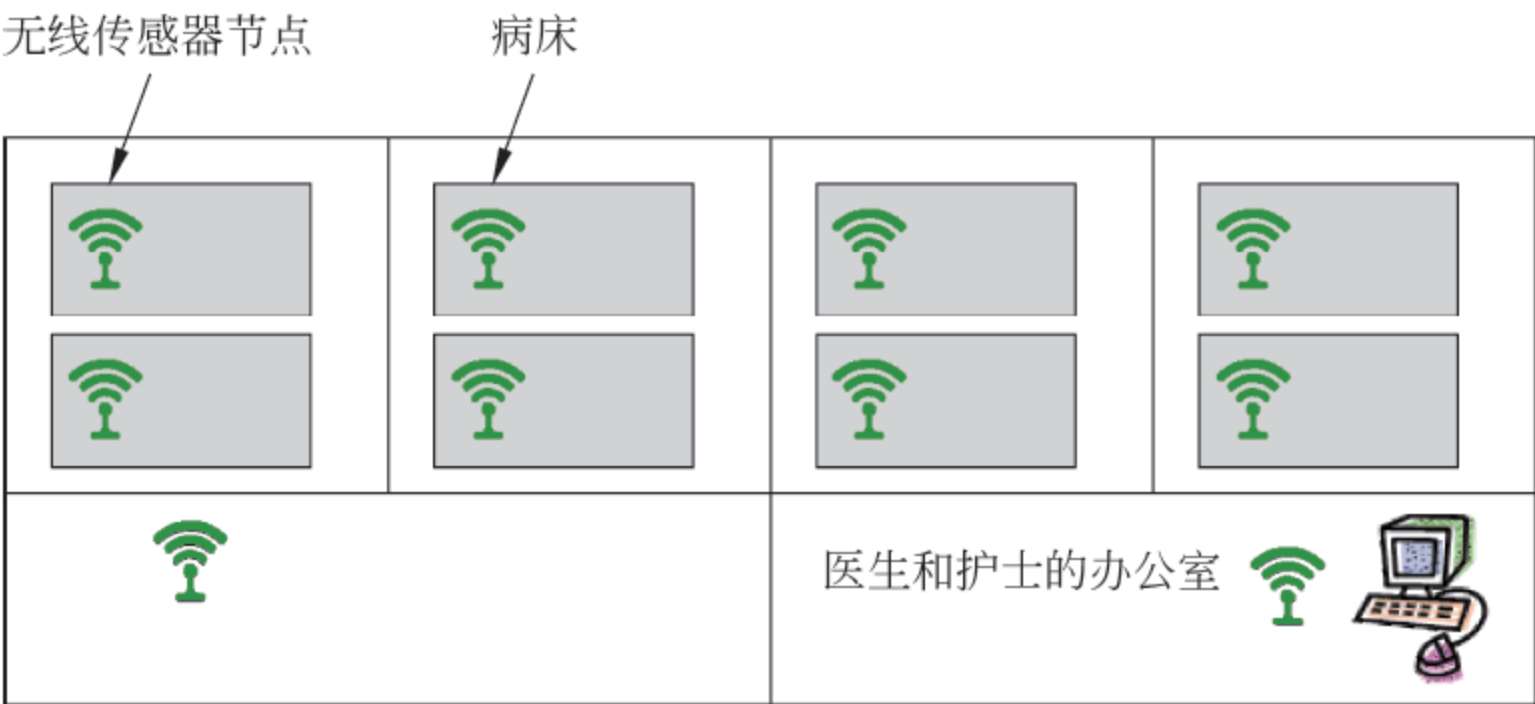 无线传感器节点
病床
医生和护士的办公室